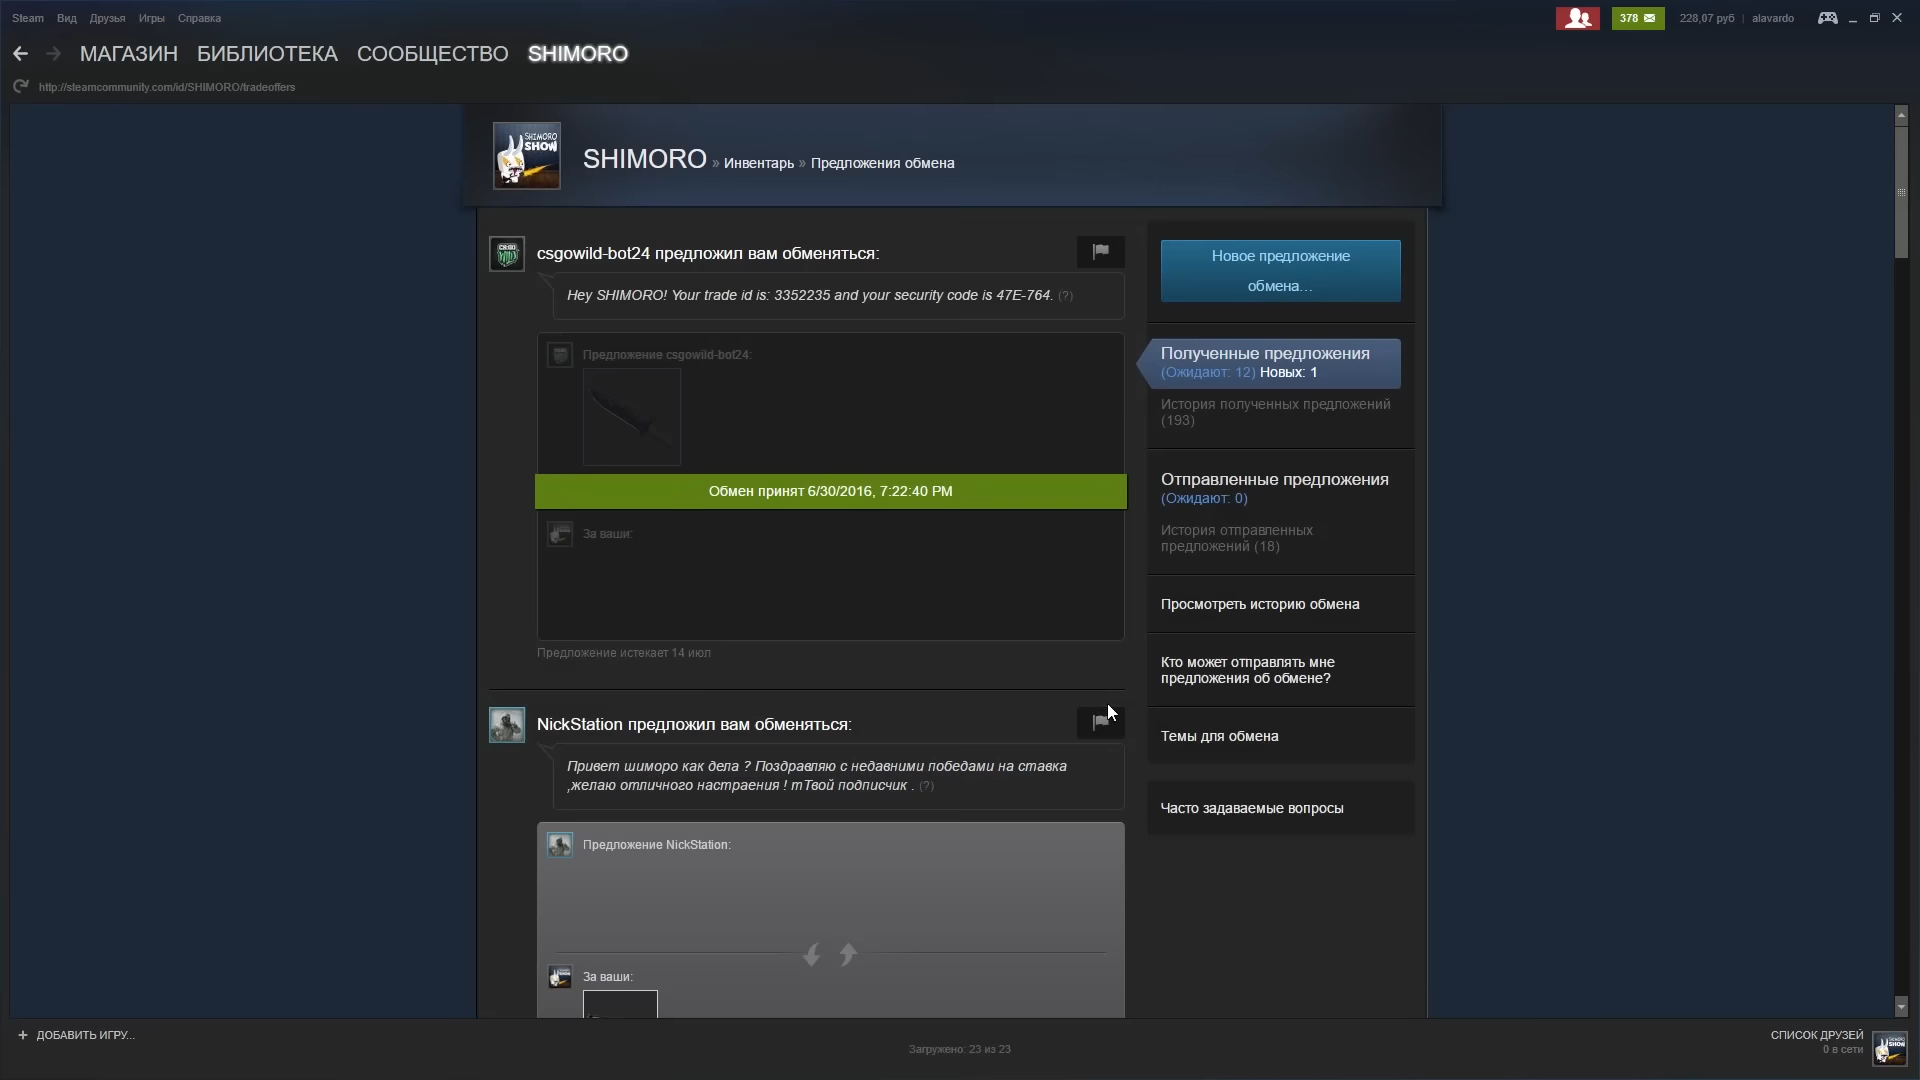 Steam Вид Друзья Игры Справка
378
228,07 руб | alavardo
МАГАЗИН БИБЛИОТЕКА СООБЩЕСТВО SHIMORO
http://steamcommunity.com/id/SHIMORO/tradeoffers
SHIMORO
SHOW
SHIMORO » Инвентарь » Предложения обмена
csgowild-bot24 предложил вам обменяться:
Hey SHIMORO! Your trade id is: 3352235 and your security code is 47E-764. (?)
Предложение csgowild-bot24:
Обмен принят 6/30/2016, 7:22:40 PM
За ваши:
Предложение истекает 14 июл
NickStation предложил вам обменяться:
Привет шиморо как дела ? Поздравляю с недавними победами на ставка
,желаю отличного настраения ! тТвой подписчик . (?)
Предложение NickStation:
За ваши:
Новое предложение
обмена...
Полученные предложения
(Ожидают: 12) Новых: 1
История полученных предложений
(193)
Отправленные предложения
(Ожидают: 0)
История отправленных
предложений (18)
Просмотреть историю обмена
Кто может отправлять мне
предложения об обмене?
Темы для обмена
Часто задаваемые вопросы
+ ДОБАВИТЬ ИГРУ...
Загружено: 23 из 23
СПИСОК ДРУЗЕЙ
0 в сети